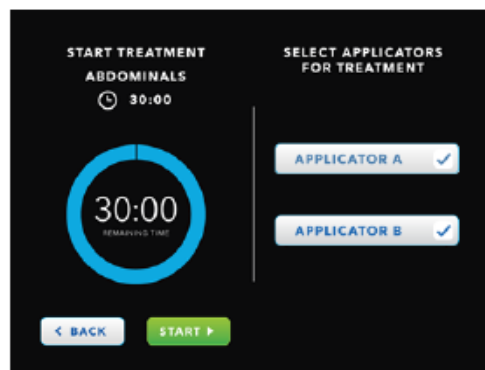 START TREATMENT
ABDOMINALS
30:00
30:00
REMAINING TIME
< BACK
START
SELECT APPLICATORS
FOR TREATMENT
APPLICATOR A
APPLICATOR B